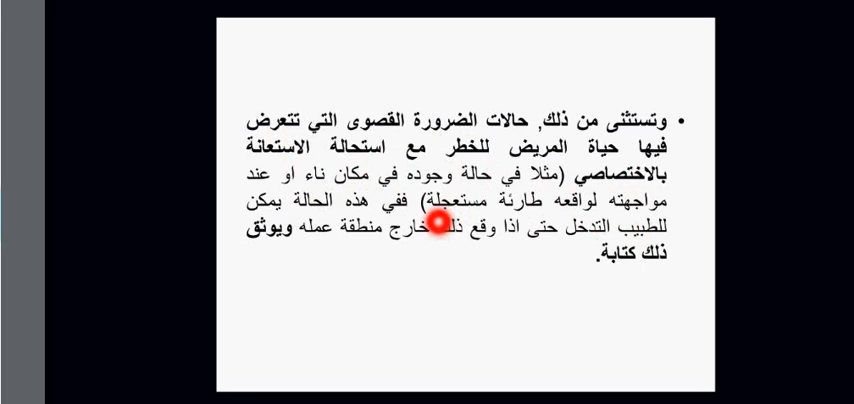 • وتستثنى من ذلك, حالات الضرورة القصوى التي تتعرض
فيها حياة المريض للخطر مع استحالة الاستعانة
بالاختصاصي (مثلا في حالة وجوده في مكان ناء او عند
مواجهته لواقعه طارئة مستعجلة) ففي هذه الحالة يمكن
للطبيب التدخل حتى اذا وقع ذلك خارج منطقة عمله ويوثق
ذلك كتابة.